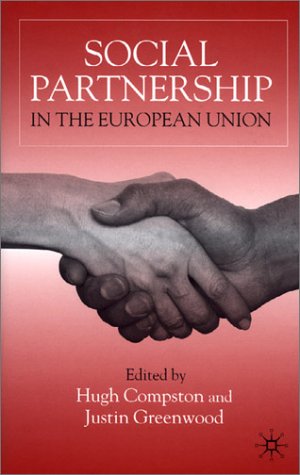 SOCIAL
PARTNERSHIP
IN THE EUROPEAN UNION
Edited by
Hugh Compston and
Justin Greenwood